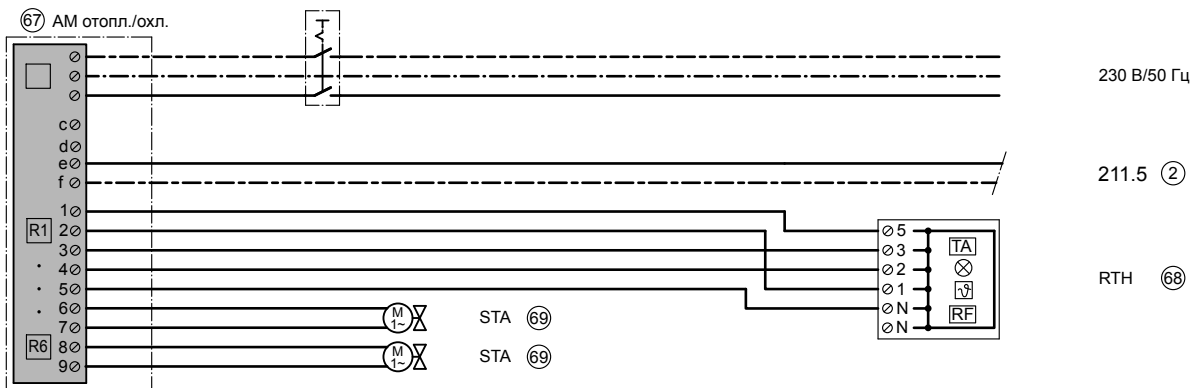 67 АМ отопл./охл.
230 В/50 Гц
c
d
e
f
211.5 2
1
R1 2
3
4
5
6
7
R6 8
9
5
3 TA
2
1 ϑ
N RF
N
RTH 68
M 1~ STA 69
M 1~ STA 69